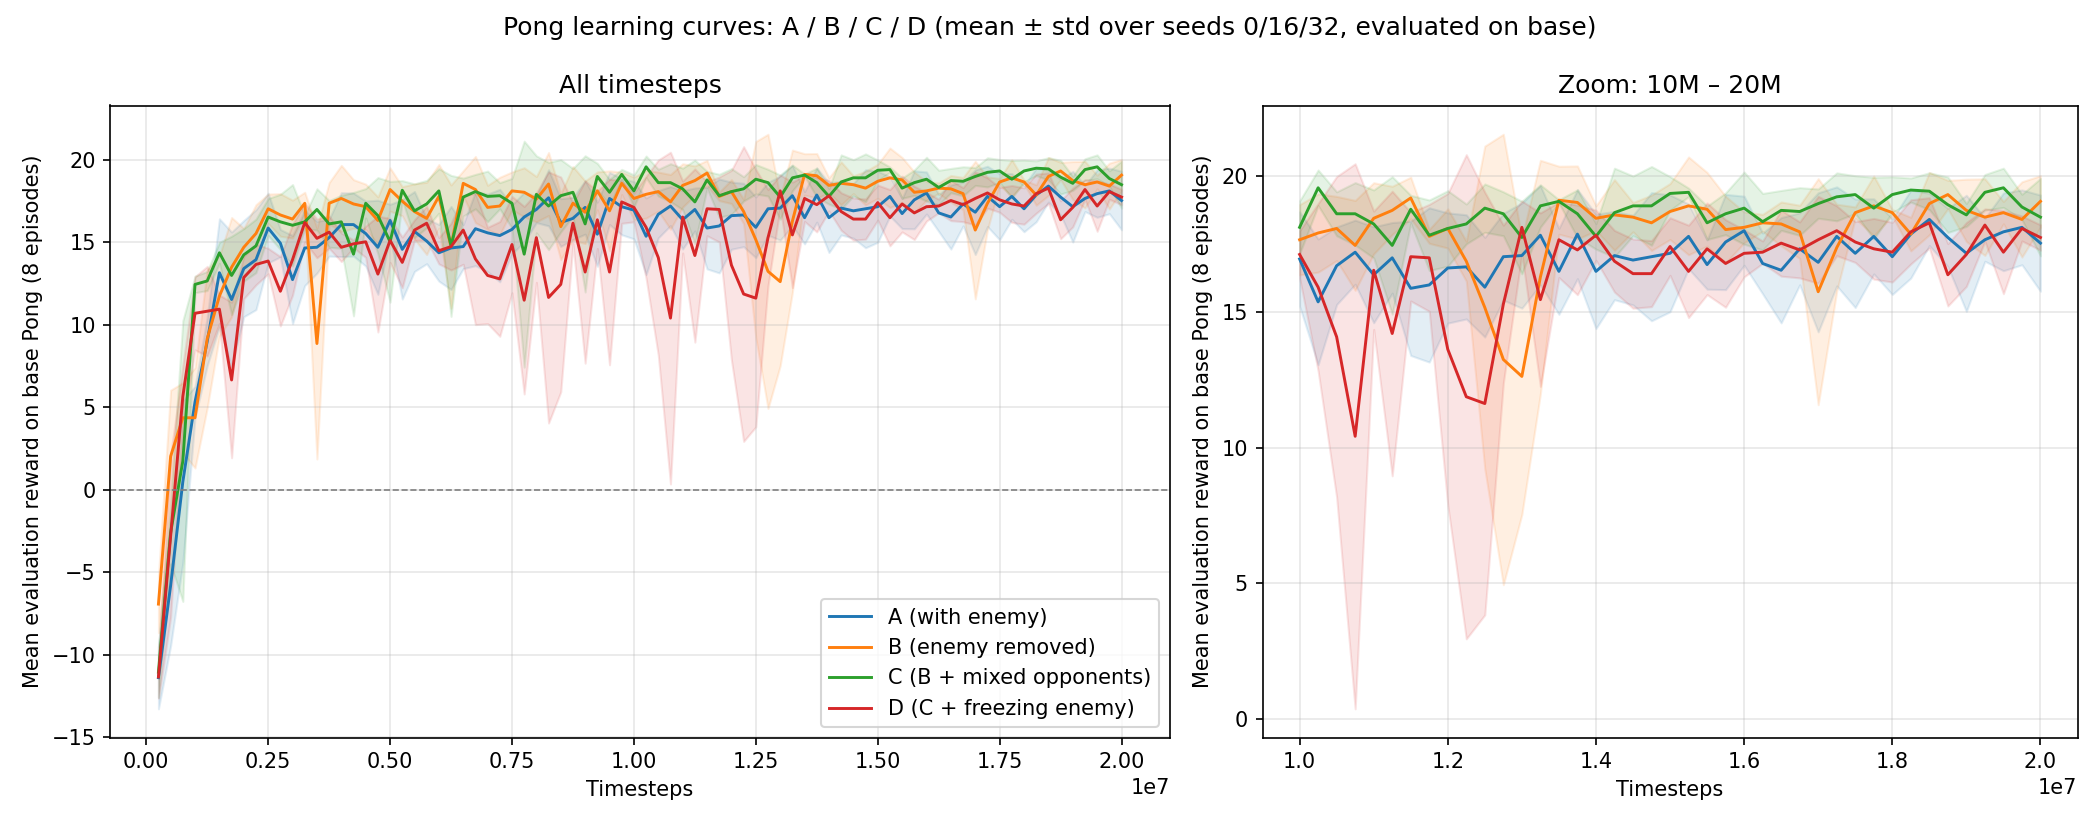 Pong learning curves: A / B / C / D (mean ± std over seeds 0/16/32, evaluated on base)
All timesteps
Mean evaluation reward on base Pong (8 episodes)
20
15
10
5
0
−5
−10
−15
0.00 0.25 0.50 0.75 1.00 1.25 1.50 1.75 2.00
1e7
Timesteps
A (with enemy)
B (enemy removed)
C (B + mixed opponents)
D (C + freezing enemy)
Zoom: 10M – 20M
Mean evaluation reward on base Pong (8 episodes)
20
15
10
5
0
1.0 1.2 1.4 1.6 1.8 2.0
1e7
Timesteps